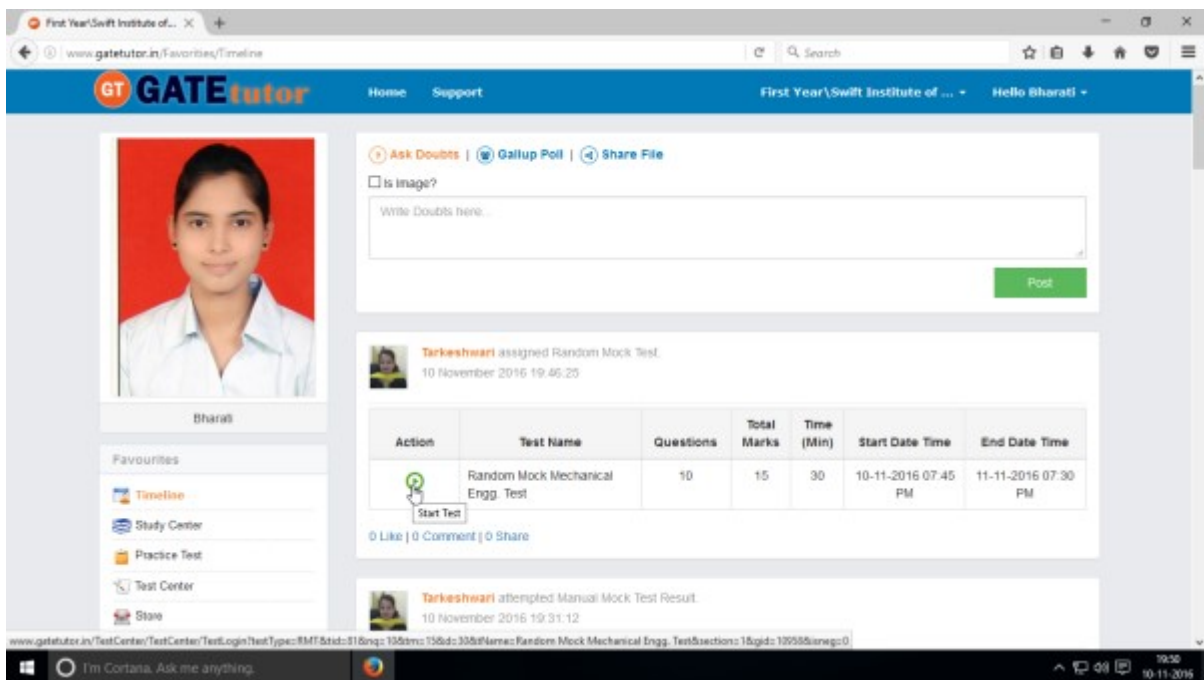 First Year\Swift Institute of...
www.gatetutor.in/Favorities/Timeline
Search
GT GATEtutor
Home Support First Year\Swift Institute of ... Hello Bharati
Ask Doubts | Gallup Poll | Share File
Is image?
Write Doubts here...
Post
Bharati
Favourites
Timeline
Study Center
Practice Test
Test Center
Store
Tarkeshwari assigned Random Mock Test.
10 November 2016 19:46:25
Action Test Name Questions Total Marks Time (Min) Start Date Time End Date Time
Random Mock Mechanical Engg. Test 10 15 30 10-11-2016 07:45 PM 11-11-2016 07:30 PM
Start Test
0 Like | 0 Comment | 0 Share
Tarkeshwari attempted Manual Mock Test Result.
10 November 2016 19:31:12
www.gatetutor.in/TestCenter/TestCenter/TestLogin?testType=RMT&tid=81&nq=10&tm=15&d=30&tName=Random Mock Mechanical Engg. Test&section=1&gid=10958&isneg=0
I'm Cortana. Ask me anything.
19:50
10-11-2016